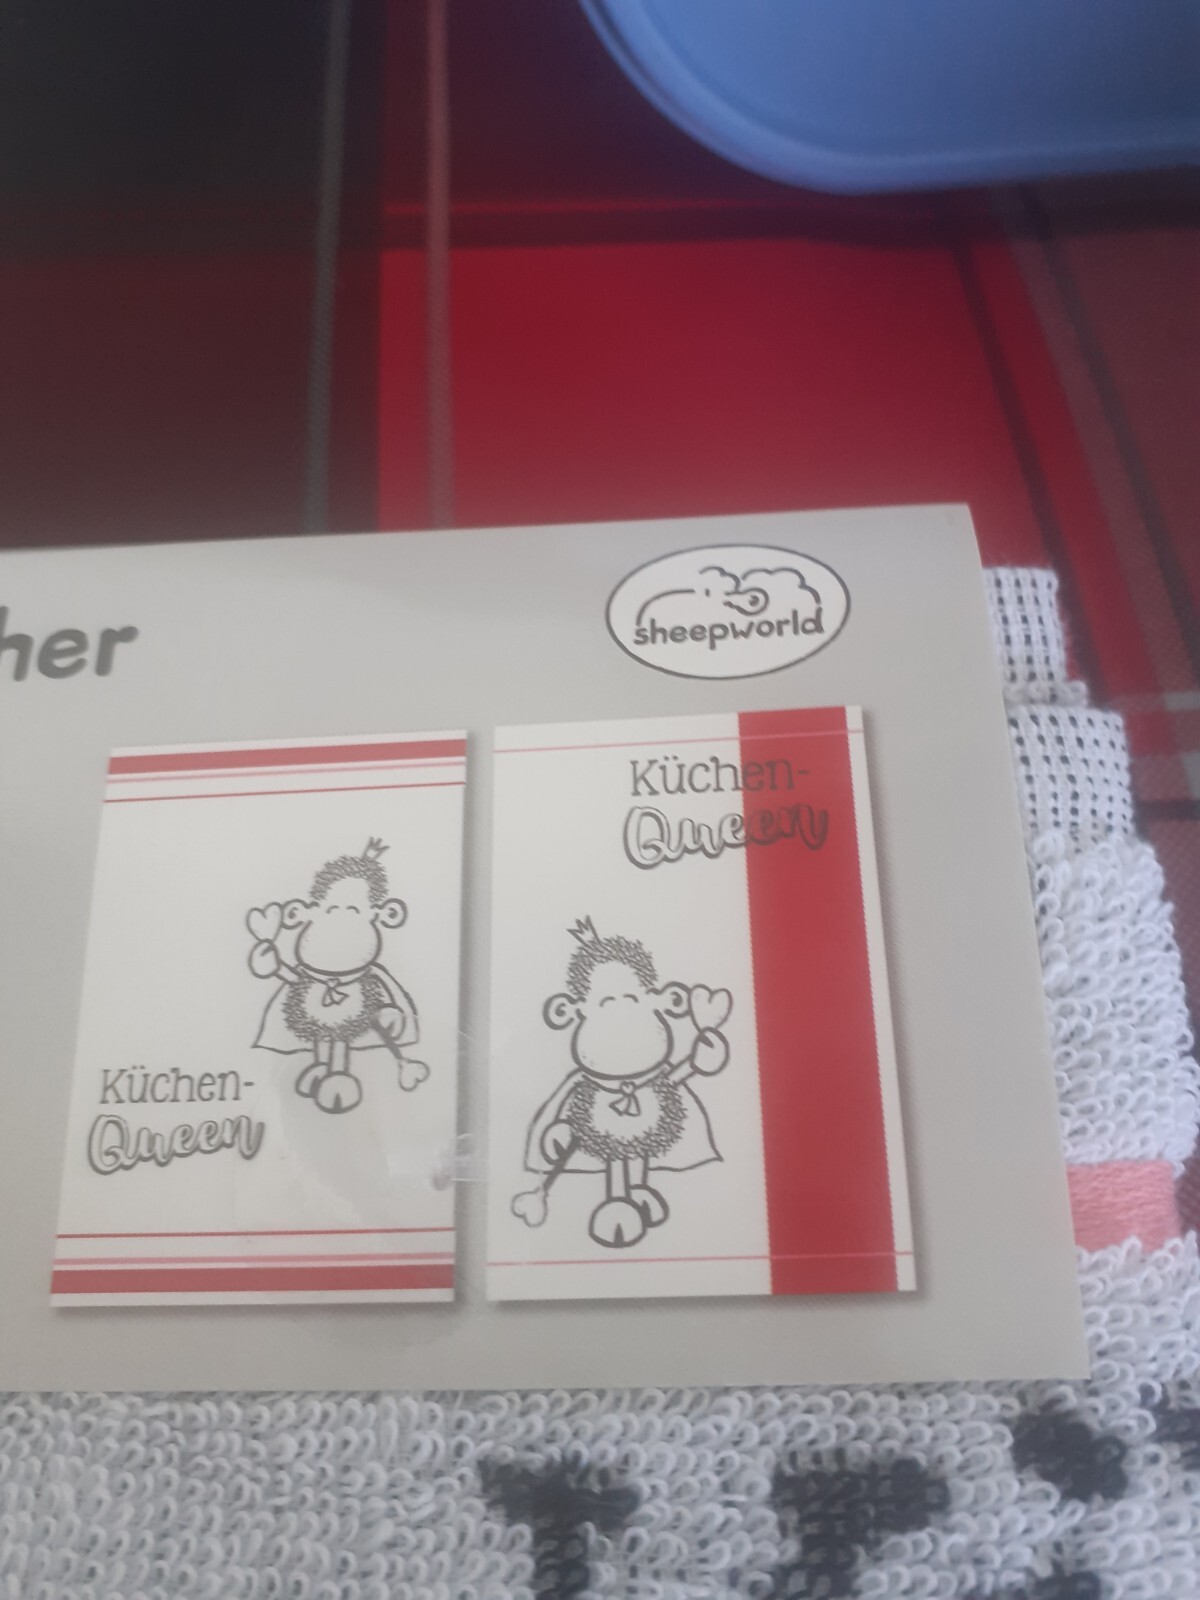 her
sheepworld
Küchen-
Queen
Küchen-
Queen